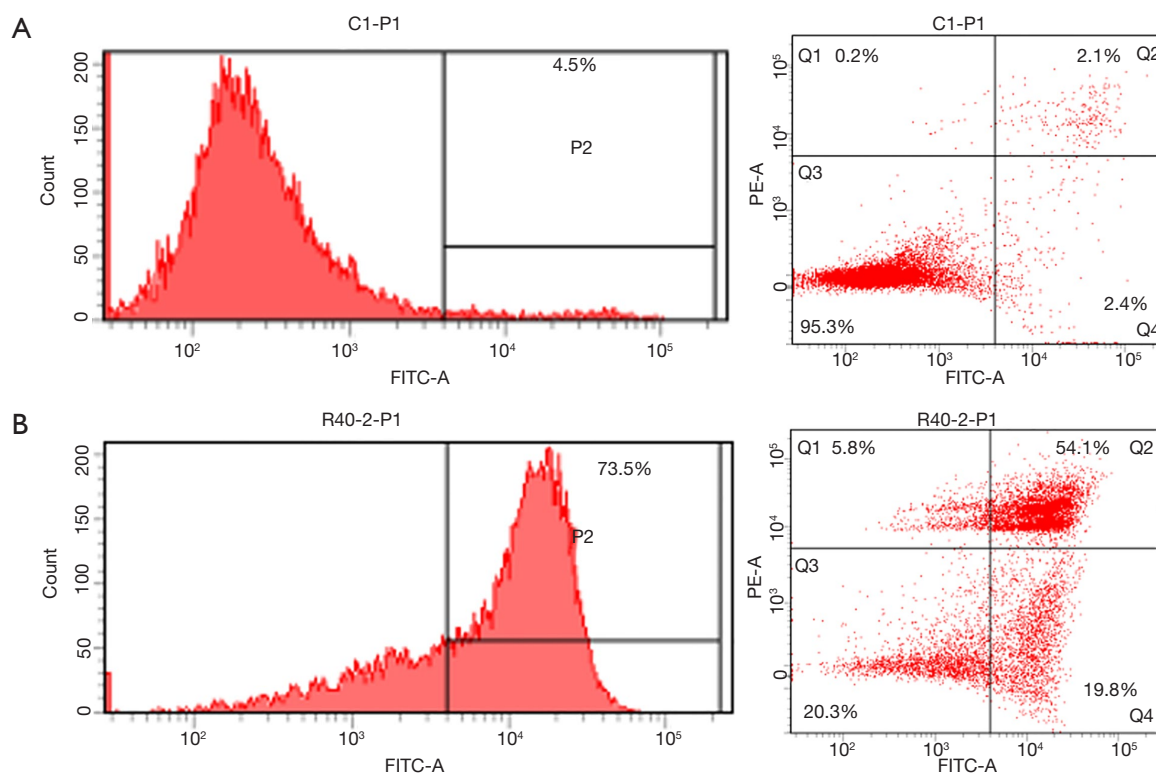 A
C1-P1
200
150
100
50
0
Count
4.5%
P2
10² 10³ 10⁴ 10⁵
FITC-A
C1-P1
Q1 0.2% 2.1% Q2
10⁵
10⁴
10³
0
PE-A
Q3
95.3%
2.4%
Q4
10² 10³ 10⁴ 10⁵
FITC-A
B
R40-2-P1
200
150
100
50
0
Count
73.5%
P2
10² 10³ 10⁴ 10⁵
FITC-A
R40-2-P1
Q1 5.8% 54.1% Q2
10⁵
10⁴
10³
0
PE-A
Q3
20.3%
19.8%
Q4
10² 10³ 10⁴ 10⁵
FITC-A